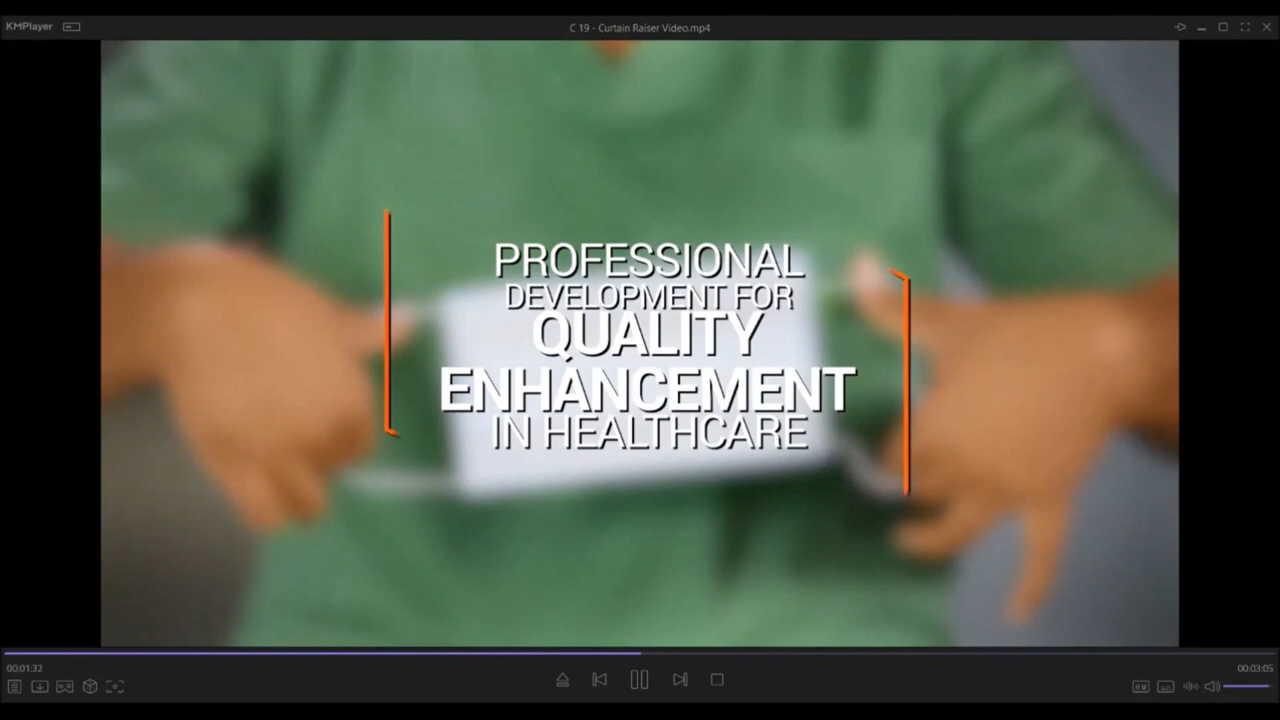 KMPlayer
C 19 - Curtain Raiser Video.mp4
PROFESSIONAL
DEVELOPMENT FOR
QUALITY
ENHANCEMENT
IN HEALTHCARE
00:01:32
00:03:05